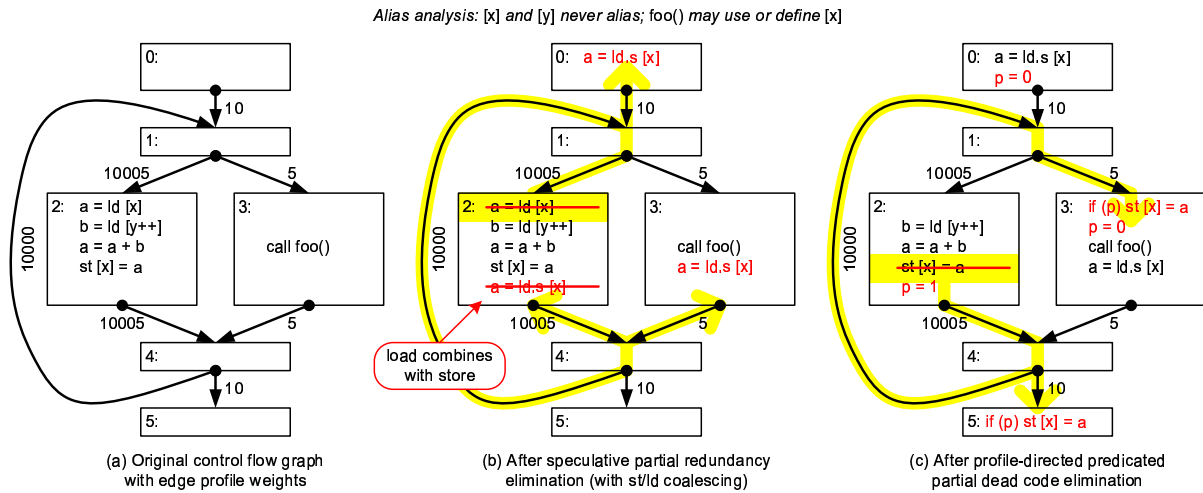 Alias analysis: [x] and [y] never alias; foo() may use or define [x]
0:
10
1:
10005
5
2: a = ld [x]
b = ld [y++]
a = a + b
st [x] = a
3:
call foo()
10000
10005
5
4:
10
5:
(a) Original control flow graph
with edge profile weights
0: a = ld.s [x]
10
1:
10005
5
2: a = ld [x]
b = ld [y++]
a = a + b
st [x] = a
a = ld.s [x]
3:
call foo()
a = ld.s [x]
10000
10005
5
load combines
with store
4:
10
5:
(b) After speculative partial redundancy
elimination (with st/ld coalescing)
0: a = ld.s [x]
p = 0
10
1:
10005
5
2:
b = ld [y++]
a = a + b
st [x] = a
p = 1
3: if (p) st [x] = a
p = 0
call foo()
a = ld.s [x]
10000
10005
5
4:
10
5: if (p) st [x] = a
(c) After profile-directed predicated
partial dead code elimination